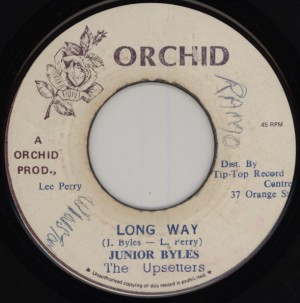 ORCHID
45 RPM
A
ORCHID
PROD.,
Lee Perry
Dist. By
Tip-Top Record
Centre
37 Orange St
LONG WAY
(J. Byles — L. Perry)
JUNIOR BYLES
The Upsetters